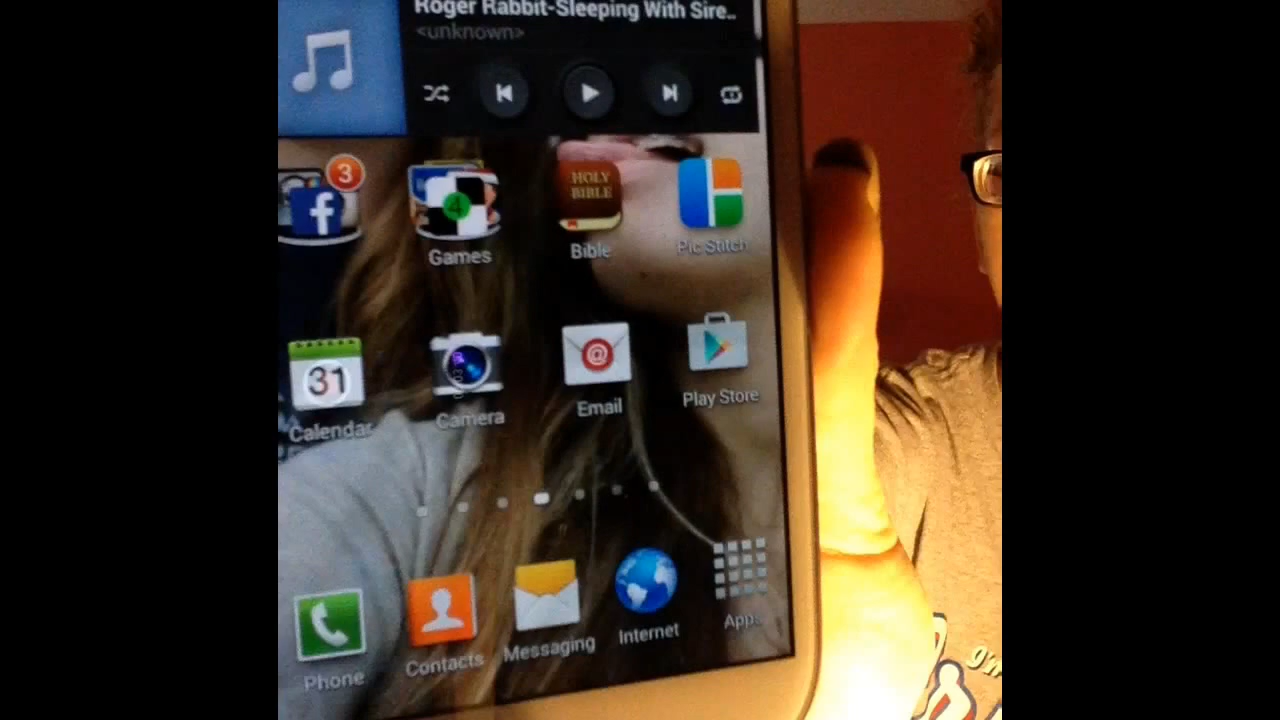 Roger Rabbit-Sleeping With Sire..
<unknown>
3
f
4
HOLY
BIBLE
Games
Bible
Pic Stitch
31
@
Calendar
Camera
Email
Play Store
Phone
Contacts
Messaging
Internet
Apps
I'm